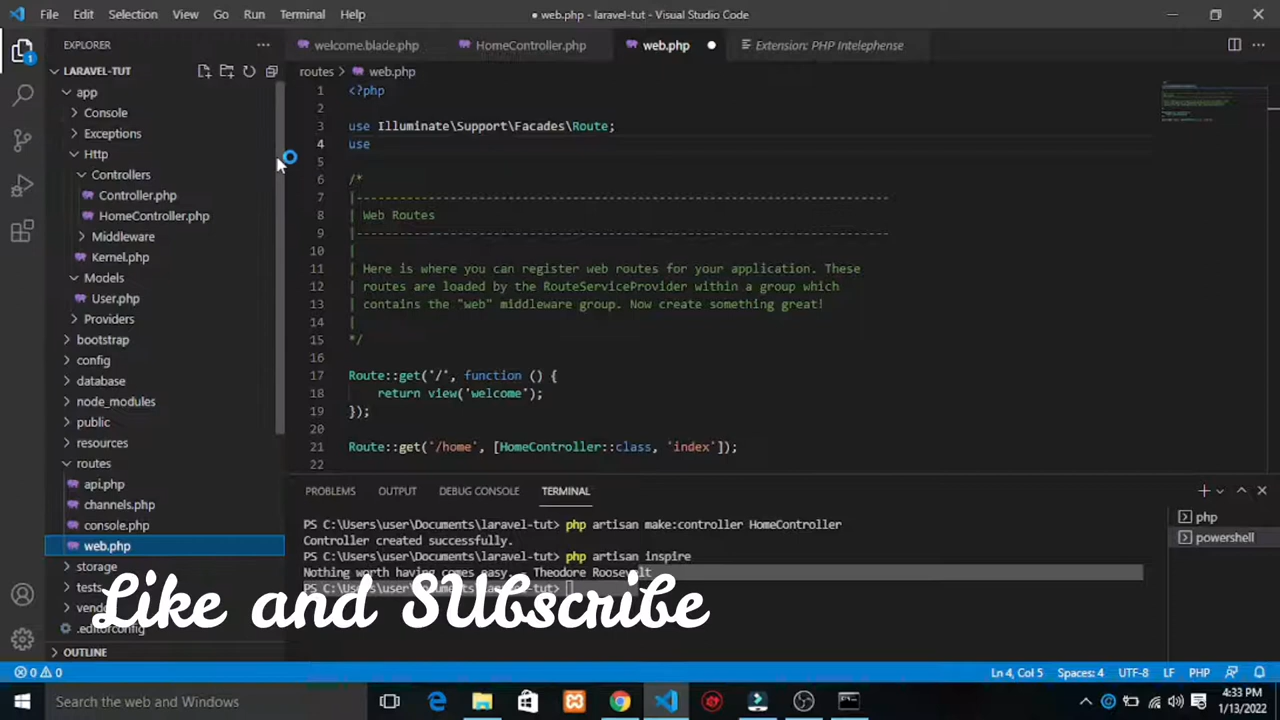 File Edit Selection View Go Run Terminal Help
● web.php - laravel-tut - Visual Studio Code
EXPLORER
1
LARAVEL-TUT
app
Console
Exceptions
Http
Controllers
Controller.php
HomeController.php
Middleware
Kernel.php
Models
User.php
Providers
bootstrap
config
database
node_modules
public
resources
routes
api.php
channels.php
console.php
web.php
storage
tests
vend
.editorconfig
OUTLINE
welcome.blade.php HomeController.php web.php ● Extension: PHP Intelephense
routes > web.php
1 <?php
2
3 use Illuminate\Support\Facades\Route;
4 use
5
6 /*
7 |--------------------------------------------------------------------------
8 | Web Routes
9 |--------------------------------------------------------------------------
10 |
11 | Here is where you can register web routes for your application. These
12 | routes are loaded by the RouteServiceProvider within a group which
13 | contains the "web" middleware group. Now create something great!
14 |
15 */
16
17 Route::get('/', function () {
18 return view('welcome');
19 });
20
21 Route::get('/home', [HomeController::class, 'index']);
22
PROBLEMS OUTPUT DEBUG CONSOLE TERMINAL
PS C:\Users\user\Documents\laravel-tut> php artisan make:controller HomeController
Controller created successfully.
PS C:\Users\user\Documents\laravel-tut> php artisan inspire
Nothing worth having comes easy. Theodore Roosevelt
PS C:\Users\user\Documents\laravel-tut>
php
powershell
Like and SUbscribe
0 0 Ln 4, Col 5 Spaces: 4 UTF-8 LF PHP
Search the web and Windows
4:33 PM
1/13/2022